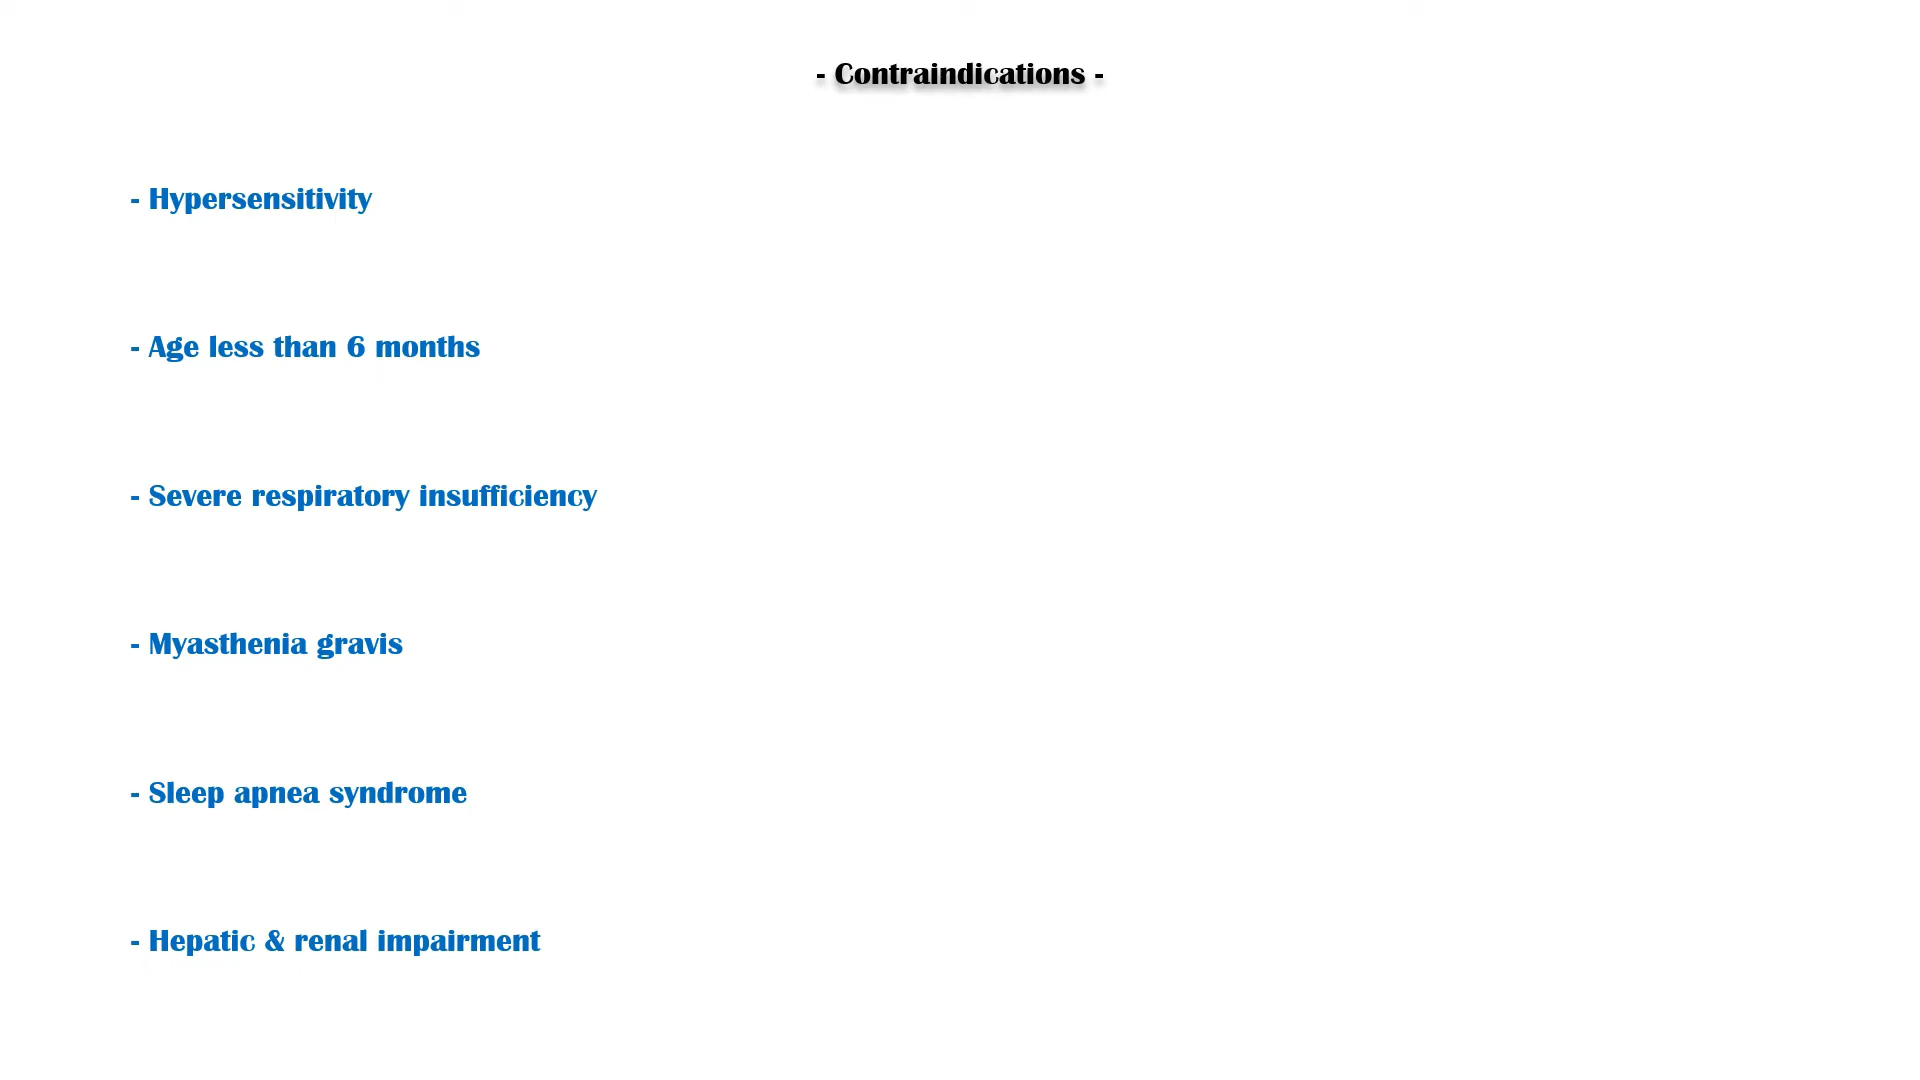 - Contraindications -
- Hypersensitivity
- Age less than 6 months
- Severe respiratory insufficiency
- Myasthenia gravis
- Sleep apnea syndrome
- Hepatic & renal impairment